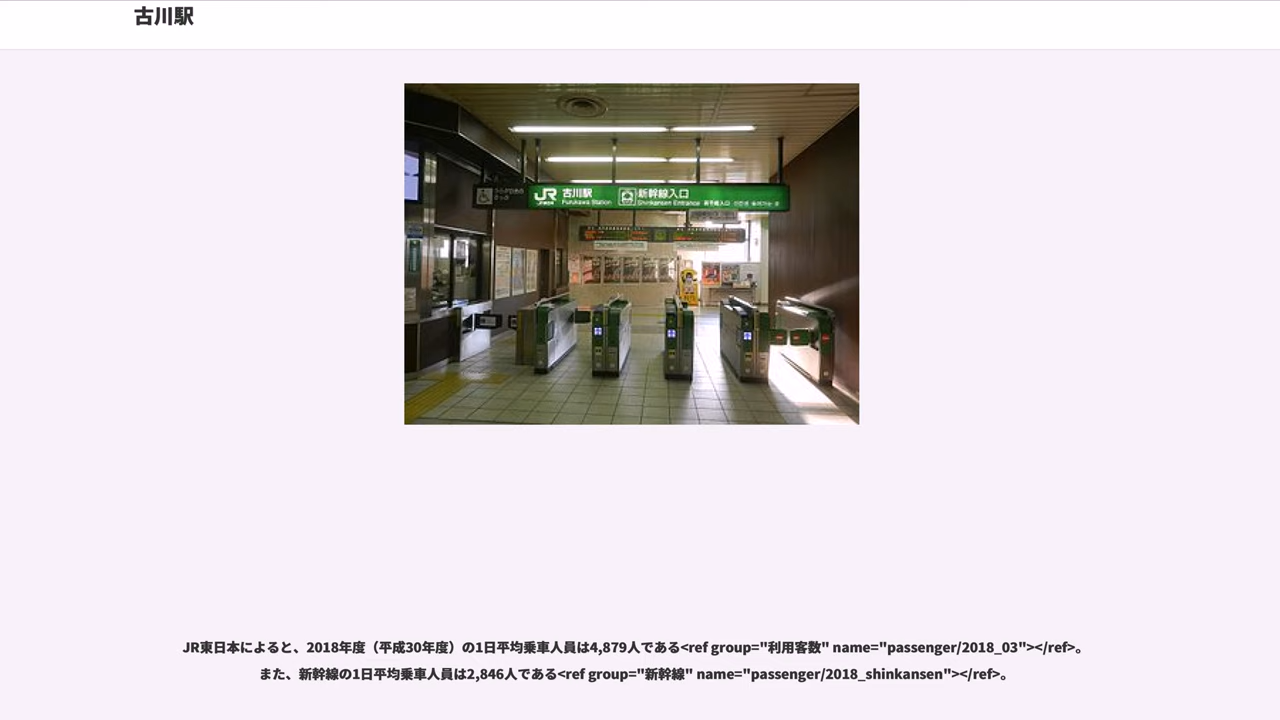 古川駅
JR 古川駅 新幹線入口
Furukawa Station Shinkansen Entrance
JR東日本によると、2018年度（平成30年度）の1日平均乗車人員は4,879人である<ref group="利用客数" name="passenger/2018_03"></ref>。
また、新幹線の1日平均乗車人員は2,846人である<ref group="新幹線" name="passenger/2018_shinkansen"></ref>。